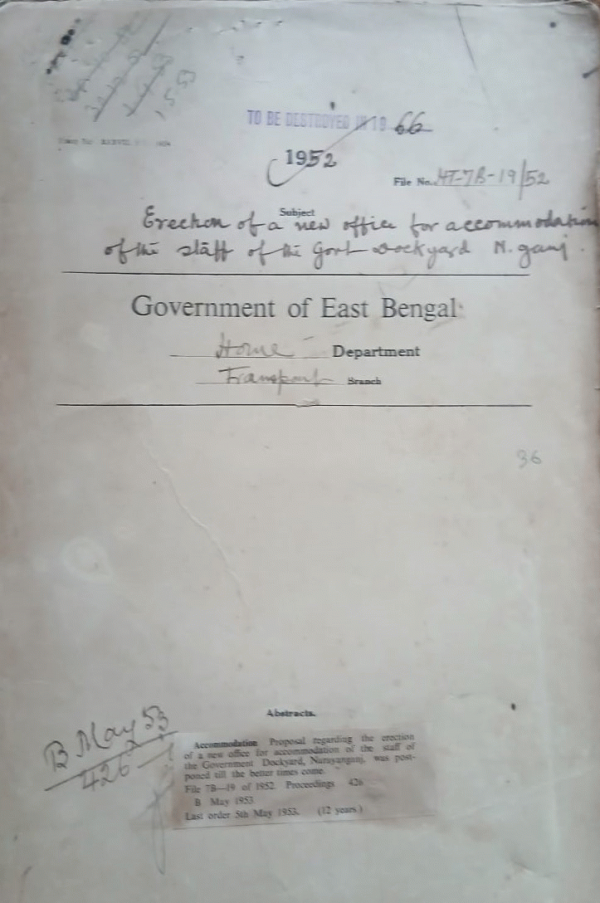 TO BE DESTROYED IN 19 66
1952
File No. HT-7B-19/52
Subject
Erection of a new office for accommodation
of the staff of the Govt Dockyard N. ganj.
Government of East Bengal
Home Department
Transport Branch
36
Abstracts.
B May 53
426
Accommodation Proposal regarding the erection
of a new office for accommodation of the staff of
the Government Dockyard, Narayanganj, was post-
poned till the better times come.
File 7B—19 of 1952. Proceedings 426
B May 1953
Last order 5th May 1953. (12 years.)